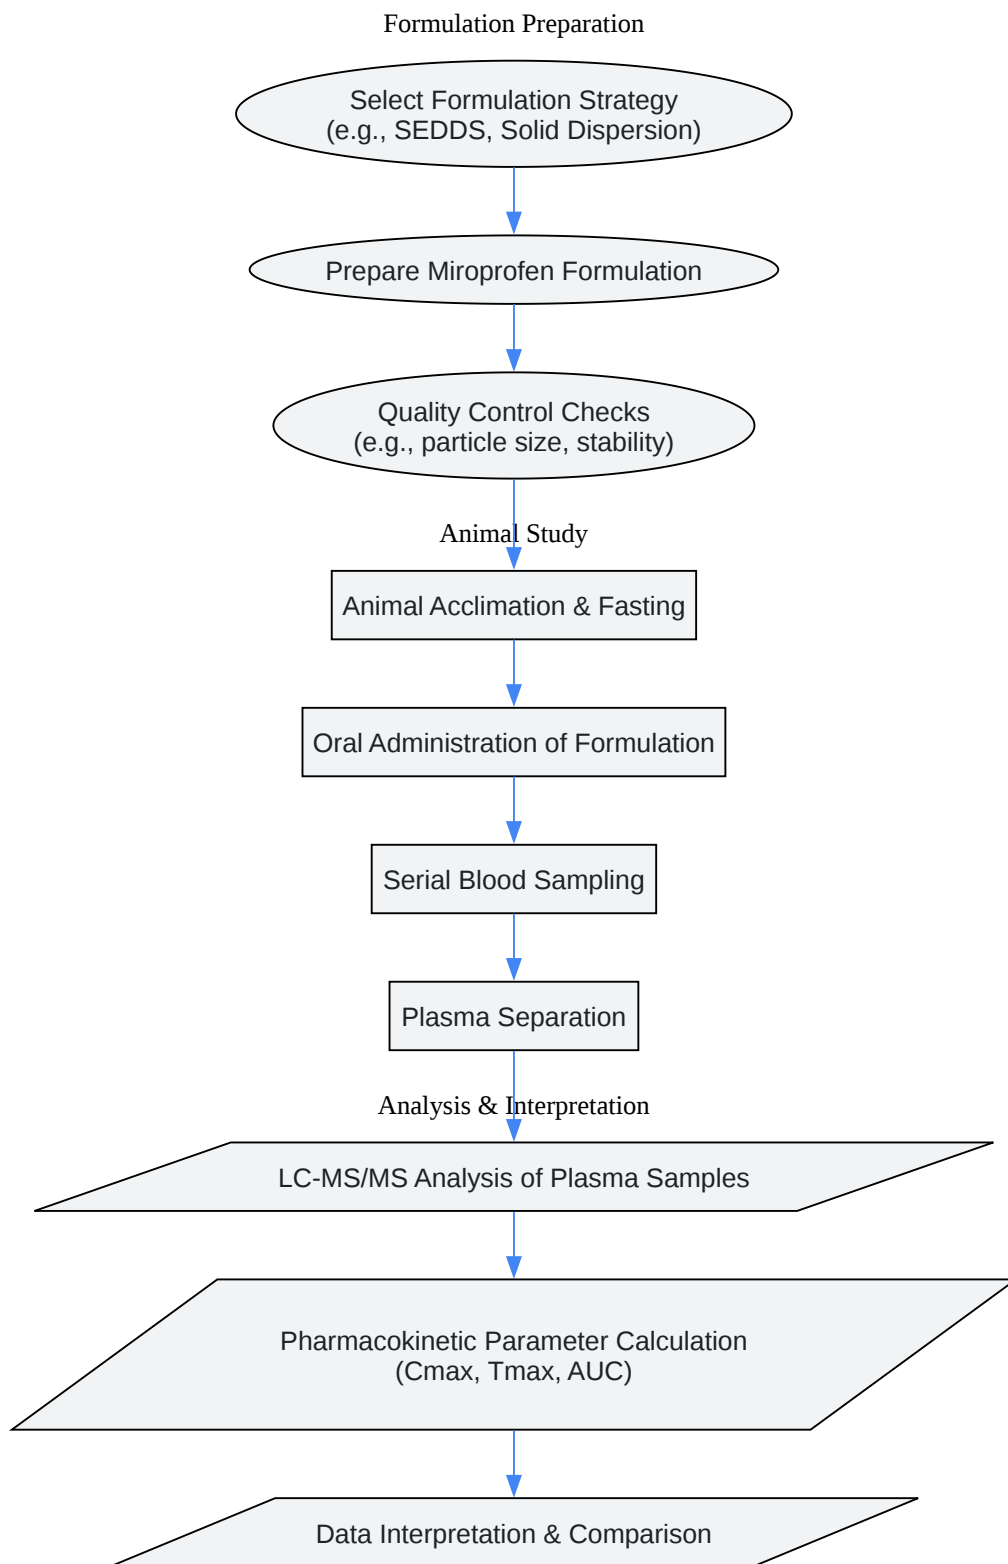 Formulation Preparation
Select Formulation Strategy
(e.g., SEDDS, Solid Dispersion)
Prepare Miroprofen Formulation
Quality Control Checks
(e.g., particle size, stability)
Animal Study
Animal Acclimation & Fasting
Oral Administration of Formulation
Serial Blood Sampling
Plasma Separation
Analysis & Interpretation
LC-MS/MS Analysis of Plasma Samples
Pharmacokinetic Parameter Calculation
(Cmax, Tmax, AUC)
Data Interpretation & Comparison